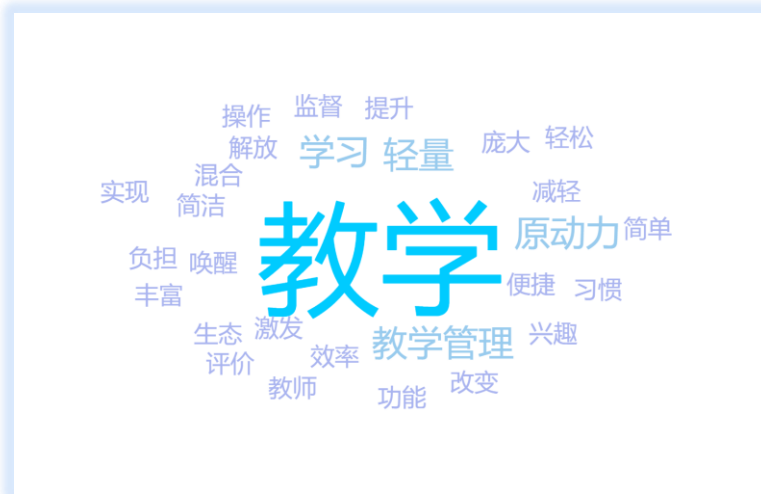 监督
提升
操作
轻松
庞大
解放
学习
轻量
混合
实现
减轻
简洁
教学
原动力
简单
负担
唤醒
便捷
习惯
丰富
生态
激发
兴趣
教学管理
效率
评价
改变
教师
功能